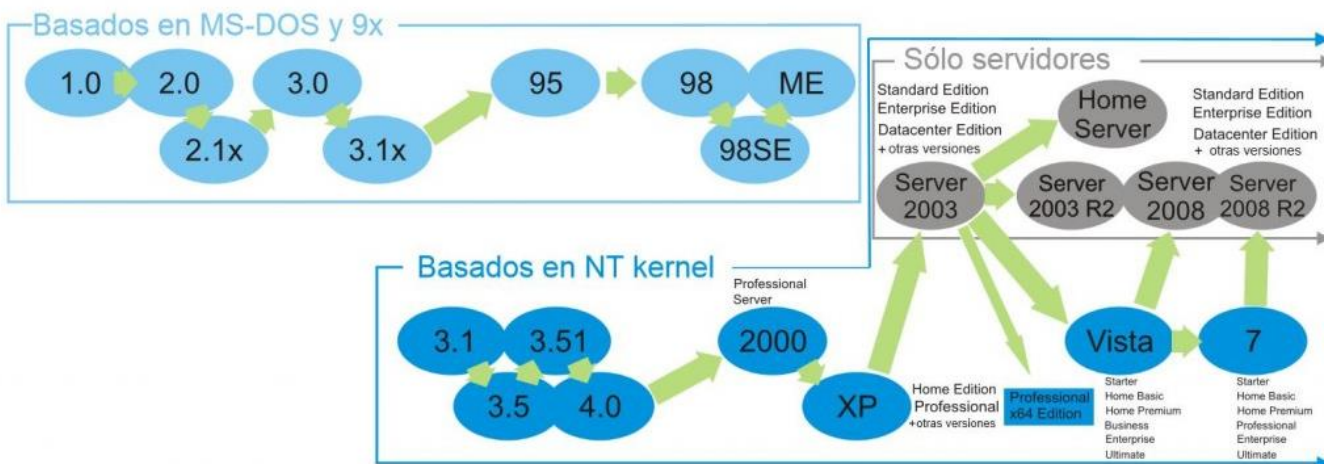 Basados en MS-DOS y 9x
1.0
2.0
3.0
95
98
ME
2.1x
3.1x
98SE
Sólo servidores
Standard Edition
Enterprise Edition
Datacenter Edition
+ otras versiones
Home
Server
Standard Edition
Enterprise Edition
Datacenter Edition
+ otras versiones
Server
2003
Server
2003 R2
Server
2008
Server
2008 R2
Basados en NT kernel
3.1
3.51
3.5
4.0
Professional
Server
2000
XP
Home Edition
Professional
+otras versiones
Professional
x64 Edition
Vista
Starter
Home Basic
Home Premium
Business
Enterprise
Ultimate
7
Starter
Home Basic
Home Premium
Professional
Enterprise
Ultimate